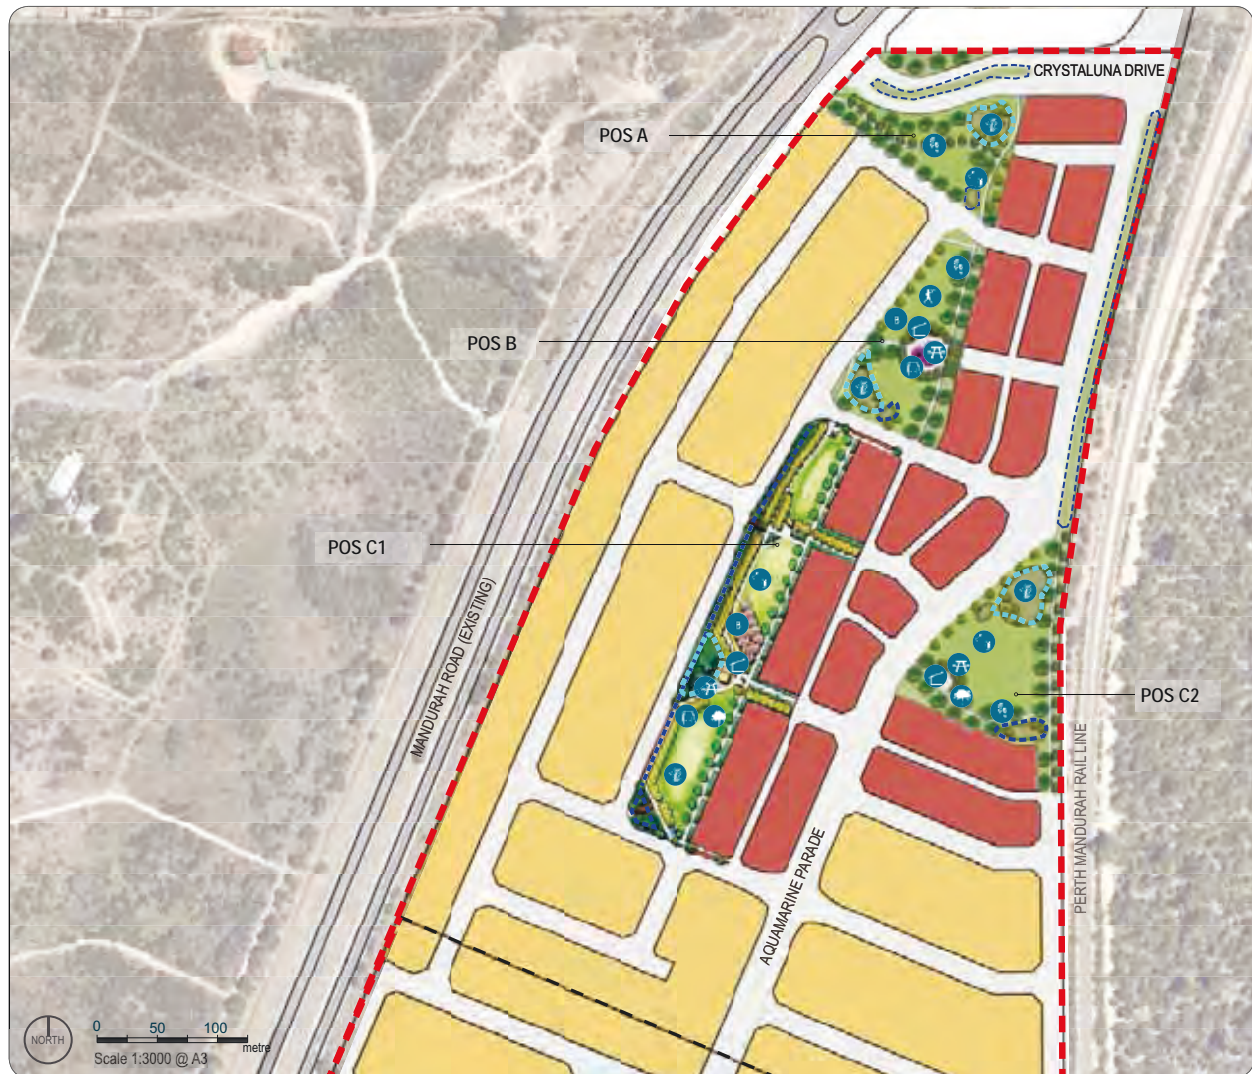 CRYSTALUNA DRIVE
POS A
POS B
POS C1
MANDURAH ROAD (EXISTING)
POS C2
PERTH MANDURAH RAIL LINE
AQUAMARINE PARADE
NORTH
0 50 100
metre
Scale 1:3000 @ A3